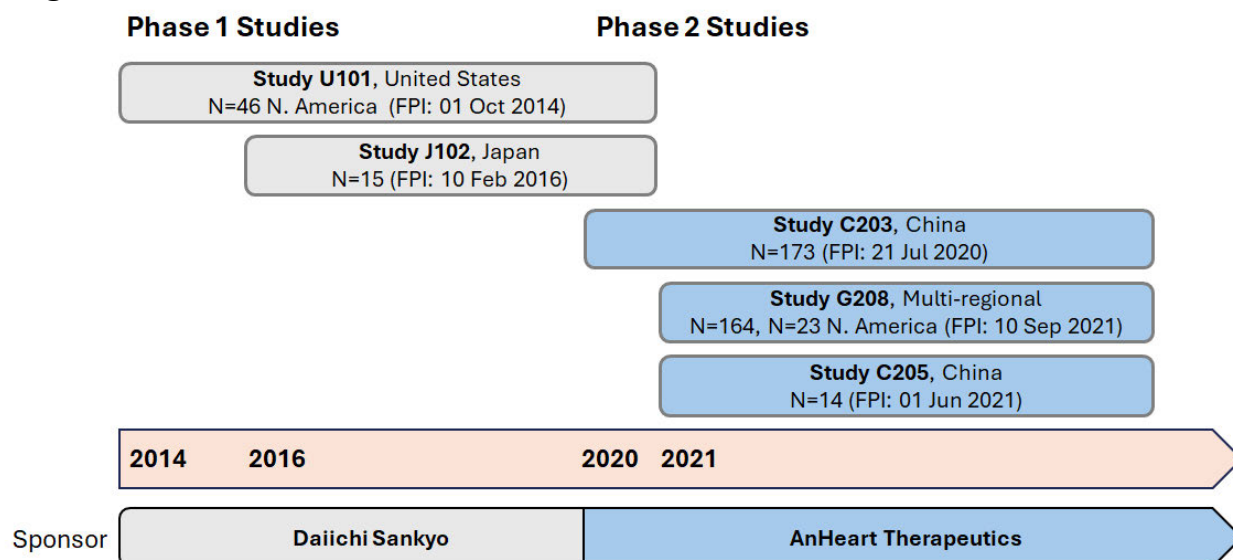 Phase 1 Studies
Phase 2 Studies
Study U101, United States
N=46 N. America (FPI: 01 Oct 2014)
Study J102, Japan
N=15 (FPI: 10 Feb 2016)
Study C203, China
N=173 (FPI: 21 Jul 2020)
Study G208, Multi-regional
N=164, N=23 N. America (FPI: 10 Sep 2021)
Study C205, China
N=14 (FPI: 01 Jun 2021)
2014 2016 2020 2021
Sponsor Daiichi Sankyo AnHeart Therapeutics